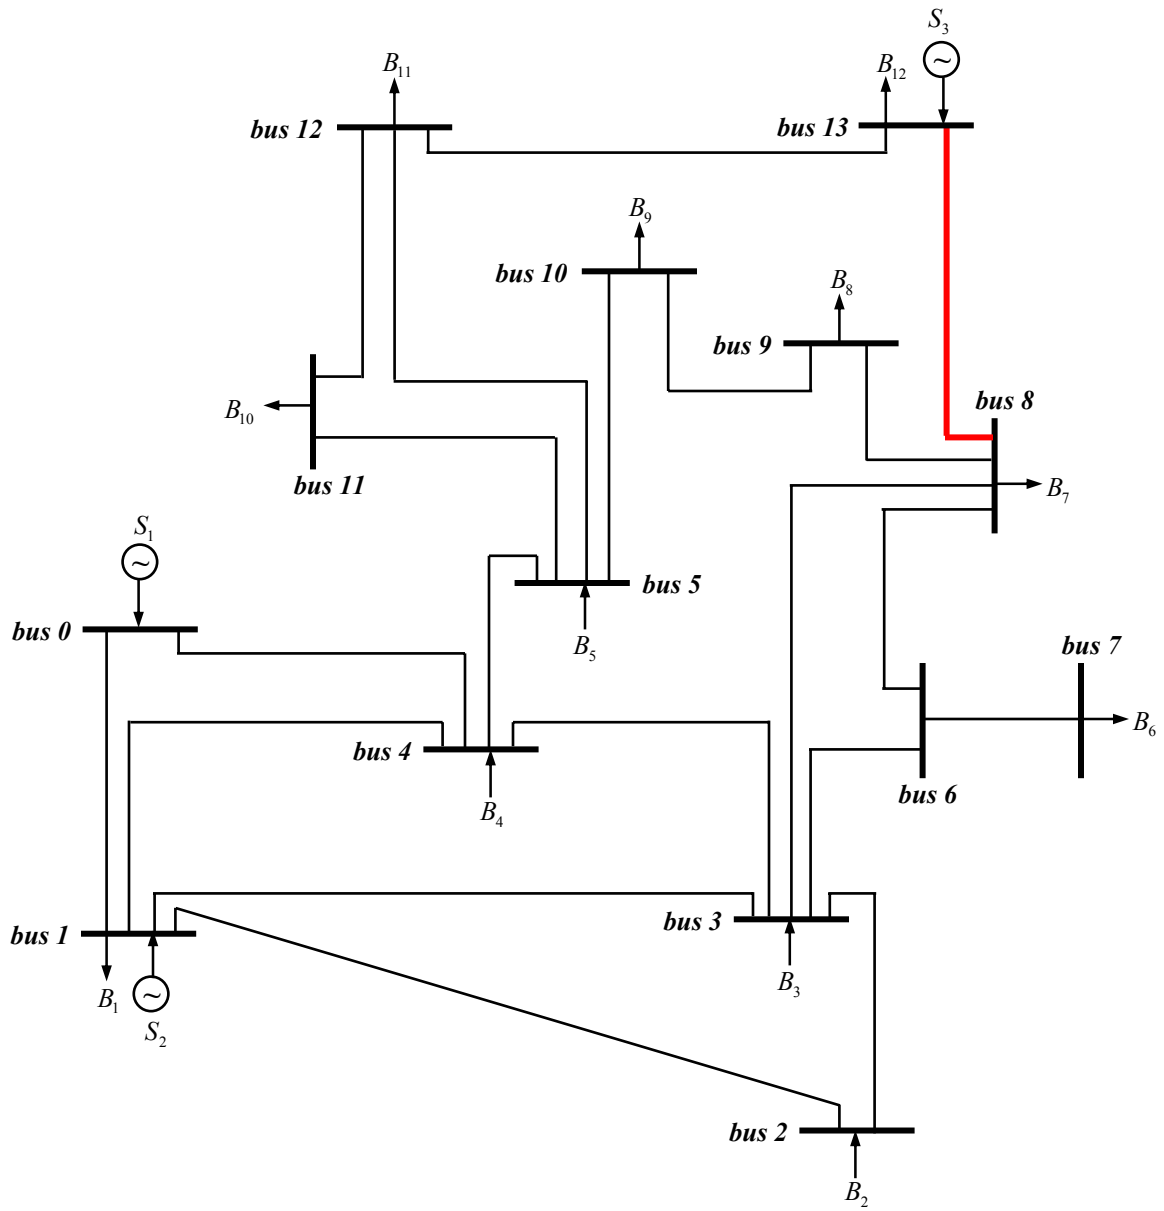 S₃
B₁₁
B₁₂
bus 12
bus 13
B₉
bus 10
B₈
bus 9
bus 8
B₁₀
bus 11
B₇
S₁
bus 5
bus 0
B₅
bus 7
B₆
bus 4
bus 6
B₄
bus 3
bus 1
B₃
B₁
S₂
bus 2
B₂